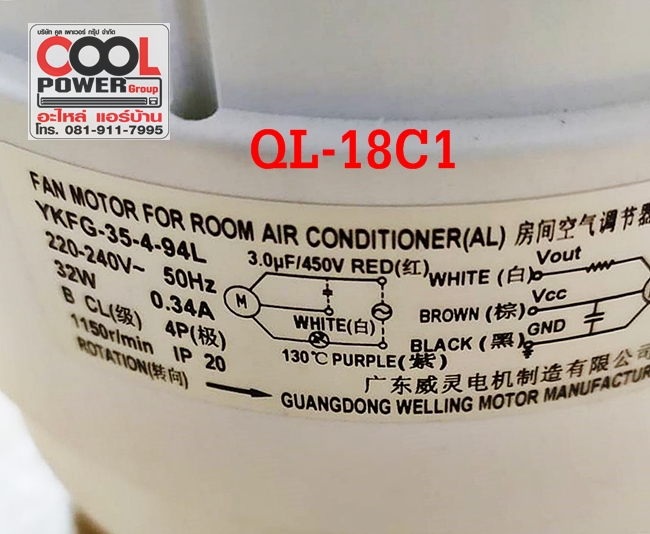 บริษัท คูล เพาเวอร์ กรุ๊ป จำกัด
COOL
POWER Group
อะไหล่ แอร์บ้าน
โทร. 081-911-7995
QL-18C1
FAN MOTOR FOR ROOM AIR CONDITIONER(AL) 房间空气调节器
YKFG-35-4-94L
220-240V~ 50Hz
32W 0.34A
B CL(级) 4P(极)
1150r/min IP 20
ROTATION(转向)
3.0μF/450V RED(红)
M
WHITE(白)
130℃ PURPLE(紫)
WHITE (白) Vout
BROWN (棕) Vcc
BLACK (黑) GND
广东威灵电机制造有限公司
GUANGDONG WELLING MOTOR MANUFACTUR